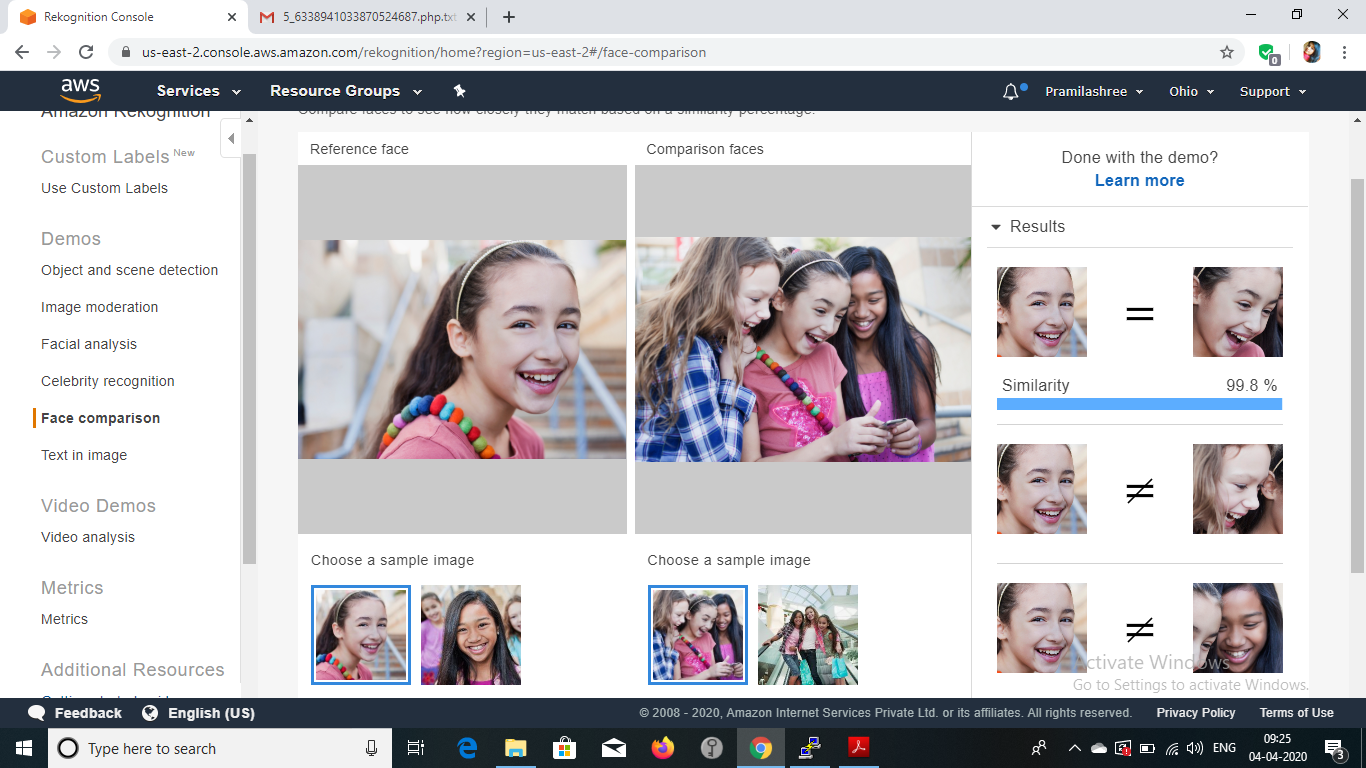 Rekognition Console
5_6338941033870524687.php.txt
us-east-2.console.aws.amazon.com/rekognition/home?region=us-east-2#/face-comparison
0
aws
Services
Resource Groups
Pramilashree
Ohio
Support
Amazon Rekognition
Custom Labels New
Use Custom Labels
Demos
Object and scene detection
Image moderation
Facial analysis
Celebrity recognition
Face comparison
Text in image
Video Demos
Video analysis
Metrics
Metrics
Additional Resources
Compare faces to see how closely they match based on a similarity percentage.
Reference face
Comparison faces
Choose a sample image
Choose a sample image
Done with the demo?
Learn more
Results
=
Similarity 99.8 %
≠
≠
Activate Windows
Go to Settings to activate Windows.
Feedback
English (US)
© 2008 - 2020, Amazon Internet Services Private Ltd. or its affiliates. All rights reserved.
Privacy Policy
Terms of Use
Type here to search
ENG
09:25
04-04-2020
3